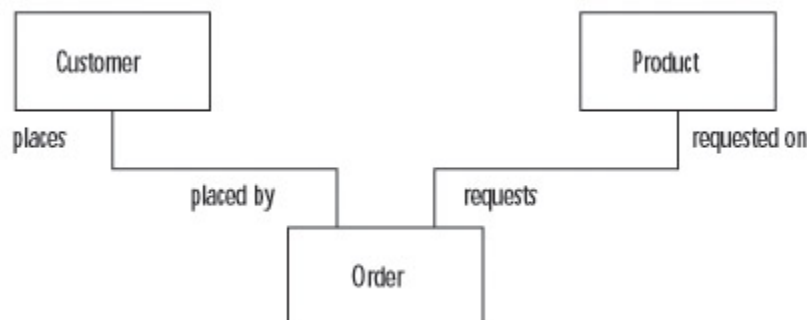 Customer
Product
places
requested on
placed by
requests
Order